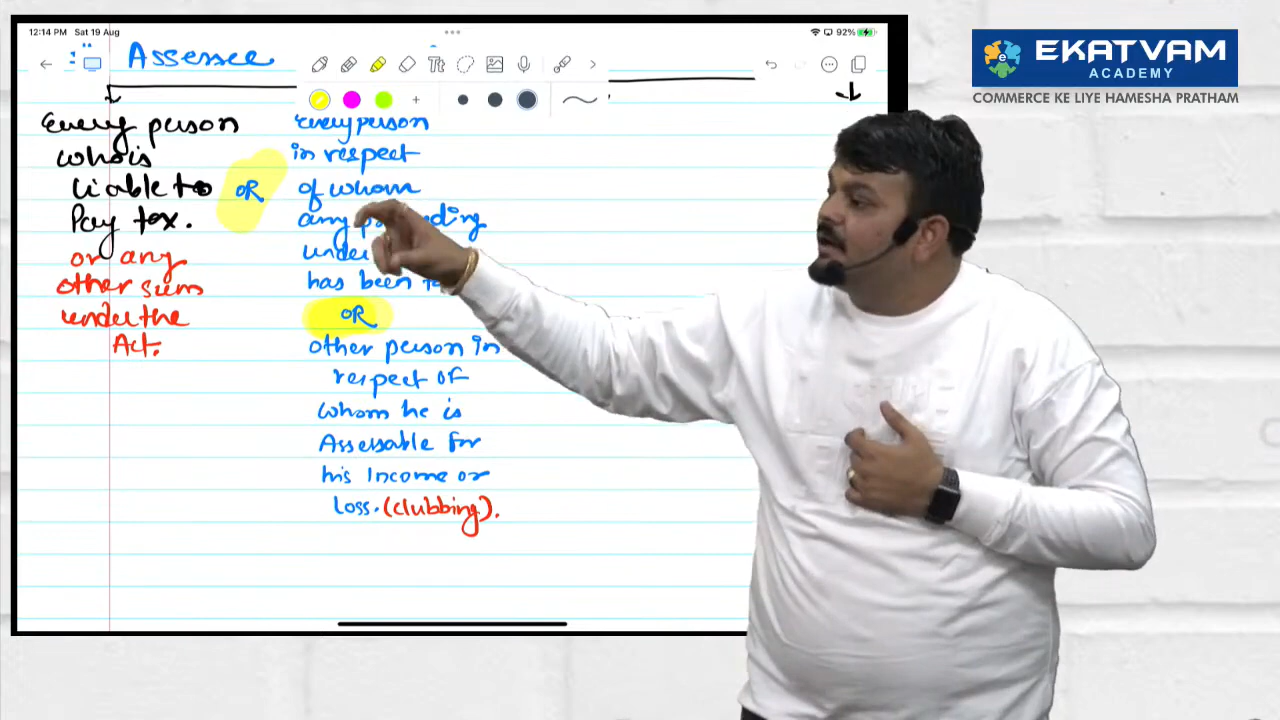 12:14 PM Sat 19 Aug
92%
Assessee
Every person
who is
liable to
Pay tax.
or any
other sum
under the
Act.
OR
every person
in respect
of whom
any
under
has been
OR
other person in
respect of
whom he is
Assessable for
his Income or
loss. (clubbing).
EKATVAM
ACADEMY
COMMERCE KE LIYE HAMESHA PRATHAM